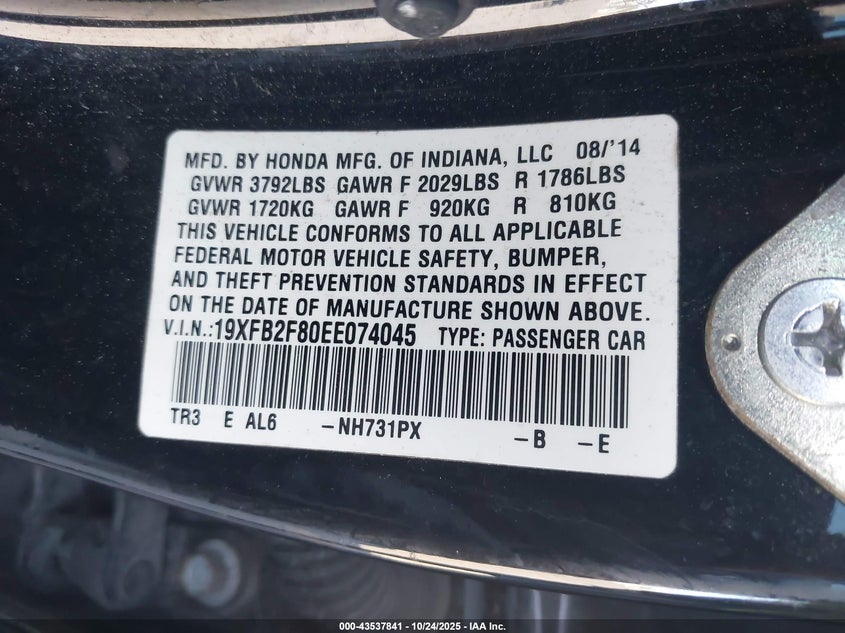 MFD. BY HONDA MFG. OF INDIANA, LLC 08/'14
GVWR 3792LBS GAWR F 2029LBS R 1786LBS
GVWR 1720KG GAWR F 920KG R 810KG
THIS VEHICLE CONFORMS TO ALL APPLICABLE
FEDERAL MOTOR VEHICLE SAFETY, BUMPER,
AND THEFT PREVENTION STANDARDS IN EFFECT
ON THE DATE OF MANUFACTURE SHOWN ABOVE.
V.I.N.:19XFB2F80EE074045 TYPE: PASSENGER CAR
TR3 E AL6 -NH731PX -B -E
000-43537841 - 10/24/2025 - IAA Inc.